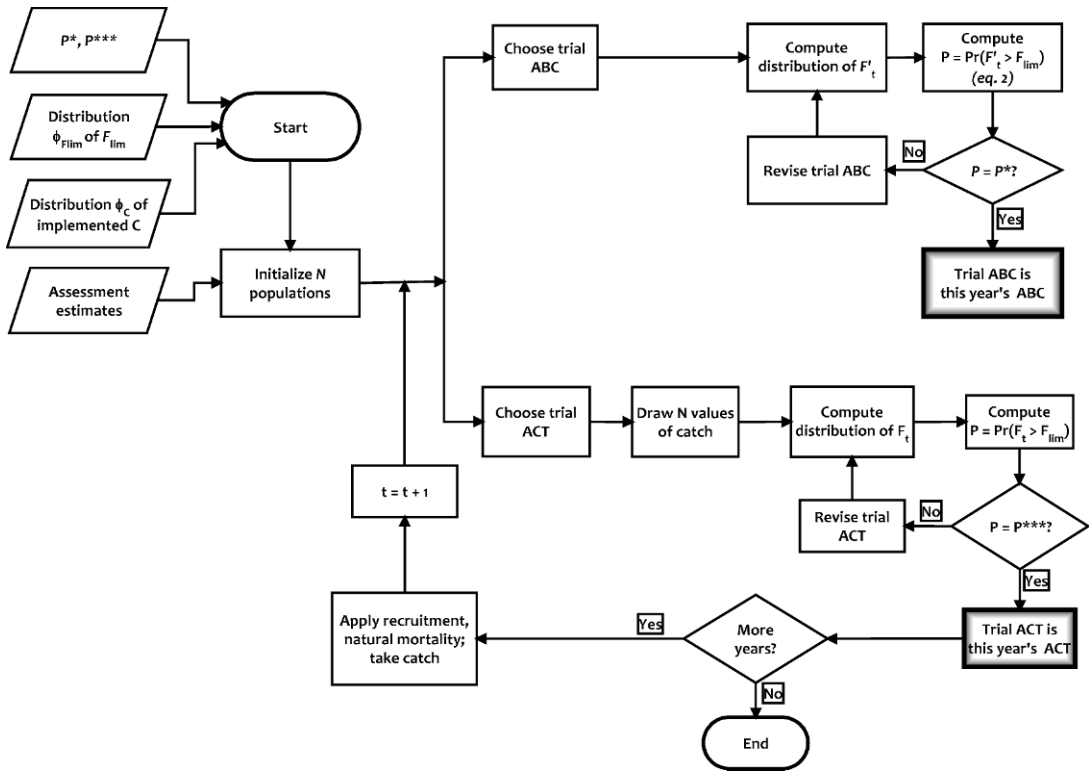 P*, P***
Distribution
ϕFlim of Flim
Distribution ϕC of
implemented C
Assessment
estimates
Start
Initialize N
populations
Choose trial
ABC
Compute
distribution of F't
Compute
P = Pr(F't > Flim)
(eq. 2)
Revise trial ABC
No
P = P*?
Yes
Trial ABC is
this year's ABC
Choose trial
ACT
Draw N values
of catch
Compute
distribution of Ft
Compute
P = Pr(Ft > Flim)
Revise trial
ACT
No
P = P***?
Yes
Trial ACT is
this year's ACT
t = t + 1
Apply recruitment,
natural mortality;
take catch
Yes
More
years?
No
End